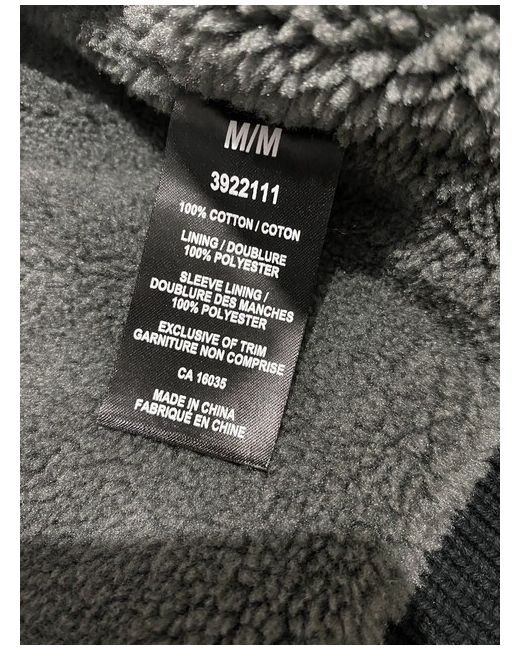 M/M
3922111
100% COTTON / COTON
LINING / DOUBLURE
100% POLYESTER
SLEEVE LINING /
DOUBLURE DES MANCHES
100% POLYESTER
EXCLUSIVE OF TRIM
GARNITURE NON COMPRISE
CA 16035
MADE IN CHINA
FABRIQUÉ EN CHINE